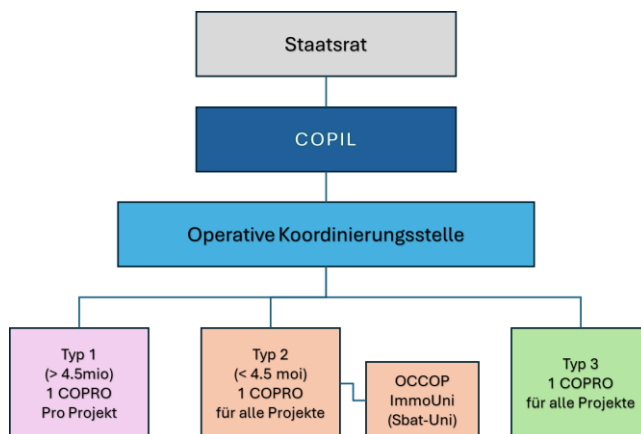 Staatsrat
COPIL
Operative Koordinierungsstelle
Typ 1
(> 4.5mio)
1 COPRO
Pro Projekt
Typ 2
(< 4.5 moi)
1 COPRO
für alle Projekte
OCCOP
ImmoUni
(Sbat-Uni)
Typ 3
1 COPRO
für alle Projekte